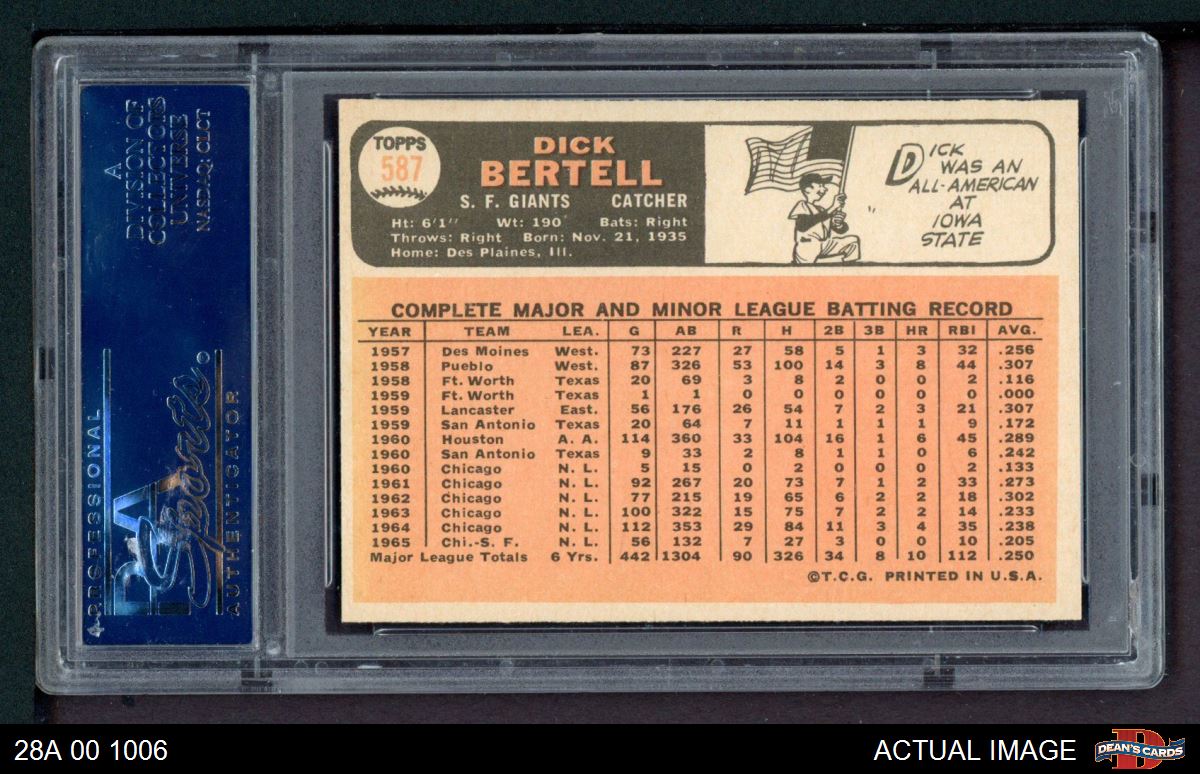 A
DIVISION OF
COLLECTORS
UNIVERSE
NASDAQ: CLCT
PROFESSIONAL
PSA
Sports
AUTHENTICATOR
TOPPS
587
DICK
BERTELL
S. F. GIANTS CATCHER
Ht: 6'1" Wt: 190 Bats: Right
Throws: Right Born: Nov. 21, 1935
Home: Des Plaines, Ill.
DICK
WAS AN
ALL-AMERICAN
AT
IOWA
STATE
COMPLETE MAJOR AND MINOR LEAGUE BATTING RECORD
YEAR TEAM LEA. G AB R H 2B 3B HR RBI AVG.
1957 Des Moines West. 73 227 27 58 5 1 3 32 .256
1958 Pueblo West. 87 326 53 100 14 3 8 44 .307
1958 Ft. Worth Texas 20 69 3 8 2 0 0 2 .116
1959 Ft. Worth Texas 1 1 0 0 0 0 0 0 .000
1959 Lancaster East. 56 176 26 54 7 2 3 21 .307
1959 San Antonio Texas 20 64 7 11 1 1 1 9 .172
1960 Houston A. A. 114 360 33 104 16 1 6 45 .289
1960 San Antonio Texas 9 33 2 8 1 1 0 6 .242
1960 Chicago N. L. 5 15 0 2 0 0 0 2 .133
1961 Chicago N. L. 92 267 20 73 7 1 2 33 .273
1962 Chicago N. L. 77 215 19 65 6 2 2 18 .302
1963 Chicago N. L. 100 322 15 75 7 2 2 14 .233
1964 Chicago N. L. 112 353 29 84 11 3 4 35 .238
1965 Chi.-S. F. N. L. 56 132 7 27 3 0 0 10 .205
Major League Totals 6 Yrs. 442 1304 90 326 34 8 10 112 .250
©T.C.G. PRINTED IN U.S.A.
28A 00 1006
ACTUAL IMAGE
D
DEAN'S CARDS